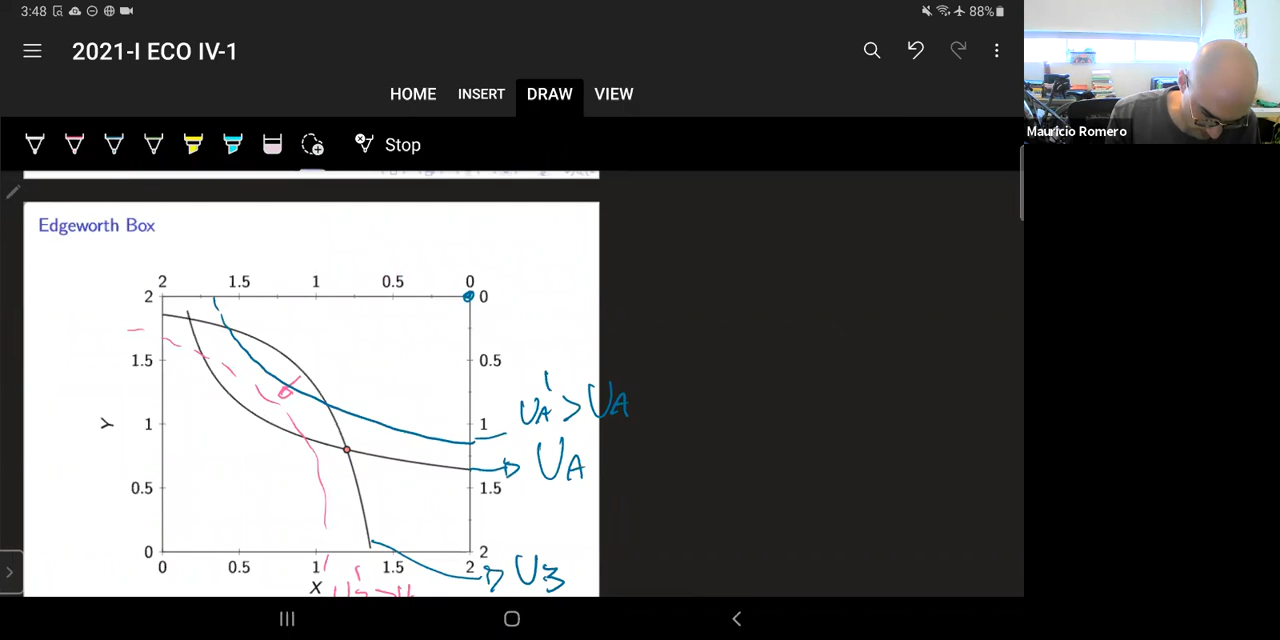 3:48 88%
2021-I ECO IV-1
HOME INSERT DRAW VIEW
Stop
Mauricio Romero
Edgeworth Box
2 1.5 1 0.5 0
2 0
1.5 0.5
U'A > UA
Y 1 1
UA
0.5 1.5
0 2
0 0.5 1 1.5 2
UB
X